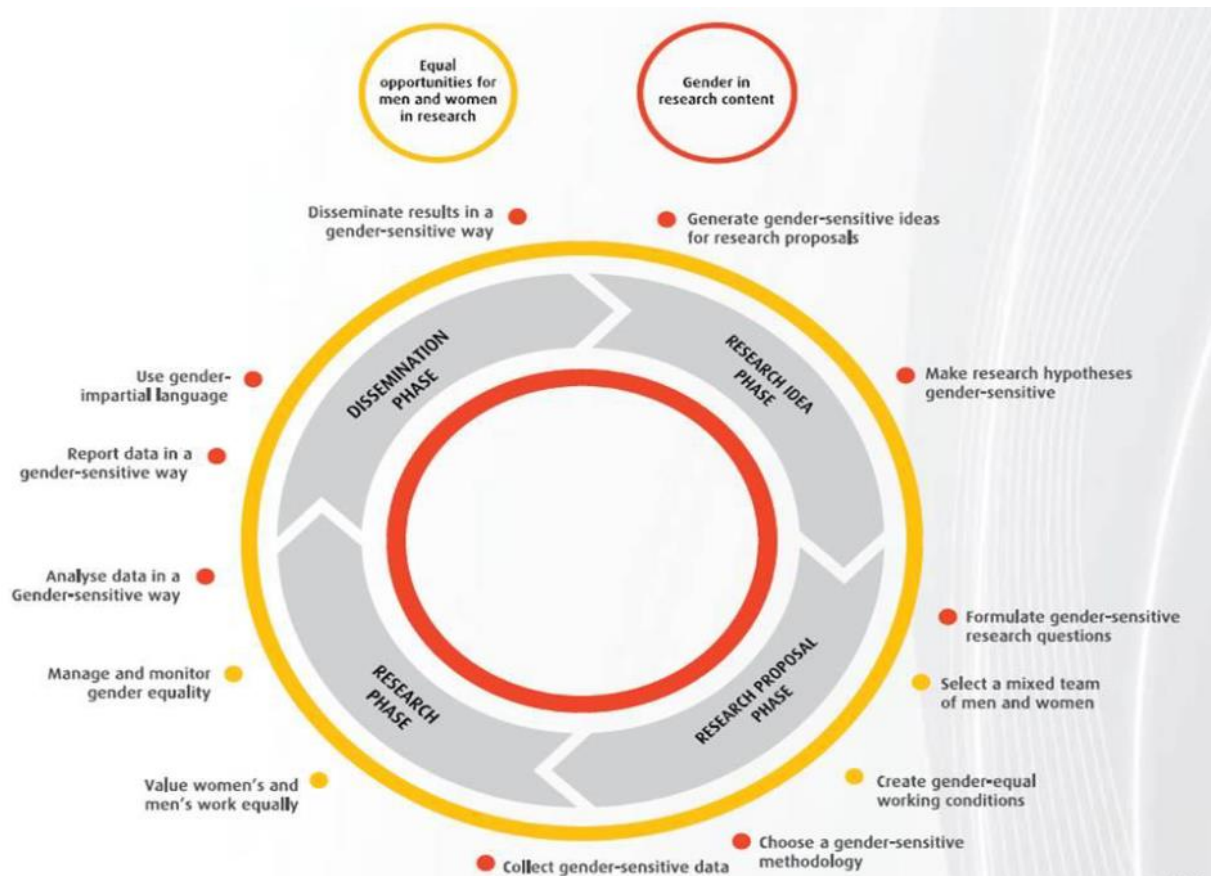 Equal
opportunities for
men and women
in research
Gender in
research content
Disseminate results in a
gender-sensitive way
Generate gender-sensitive ideas
for research proposals
DISSEMINATION
PHASE
RESEARCH IDEA
PHASE
Use gender-
impartial language
Make research hypotheses
gender-sensitive
Report data in a
gender-sensitive way
Analyse data in a
Gender-sensitive way
Formulate gender-sensitive
research questions
Manage and monitor
gender equality
Select a mixed team
of men and women
RESEARCH
PHASE
RESEARCH PROPOSAL
PHASE
Value women's and
men's work equally
Create gender-equal
working conditions
Choose a gender-sensitive
methodology
Collect gender-sensitive data